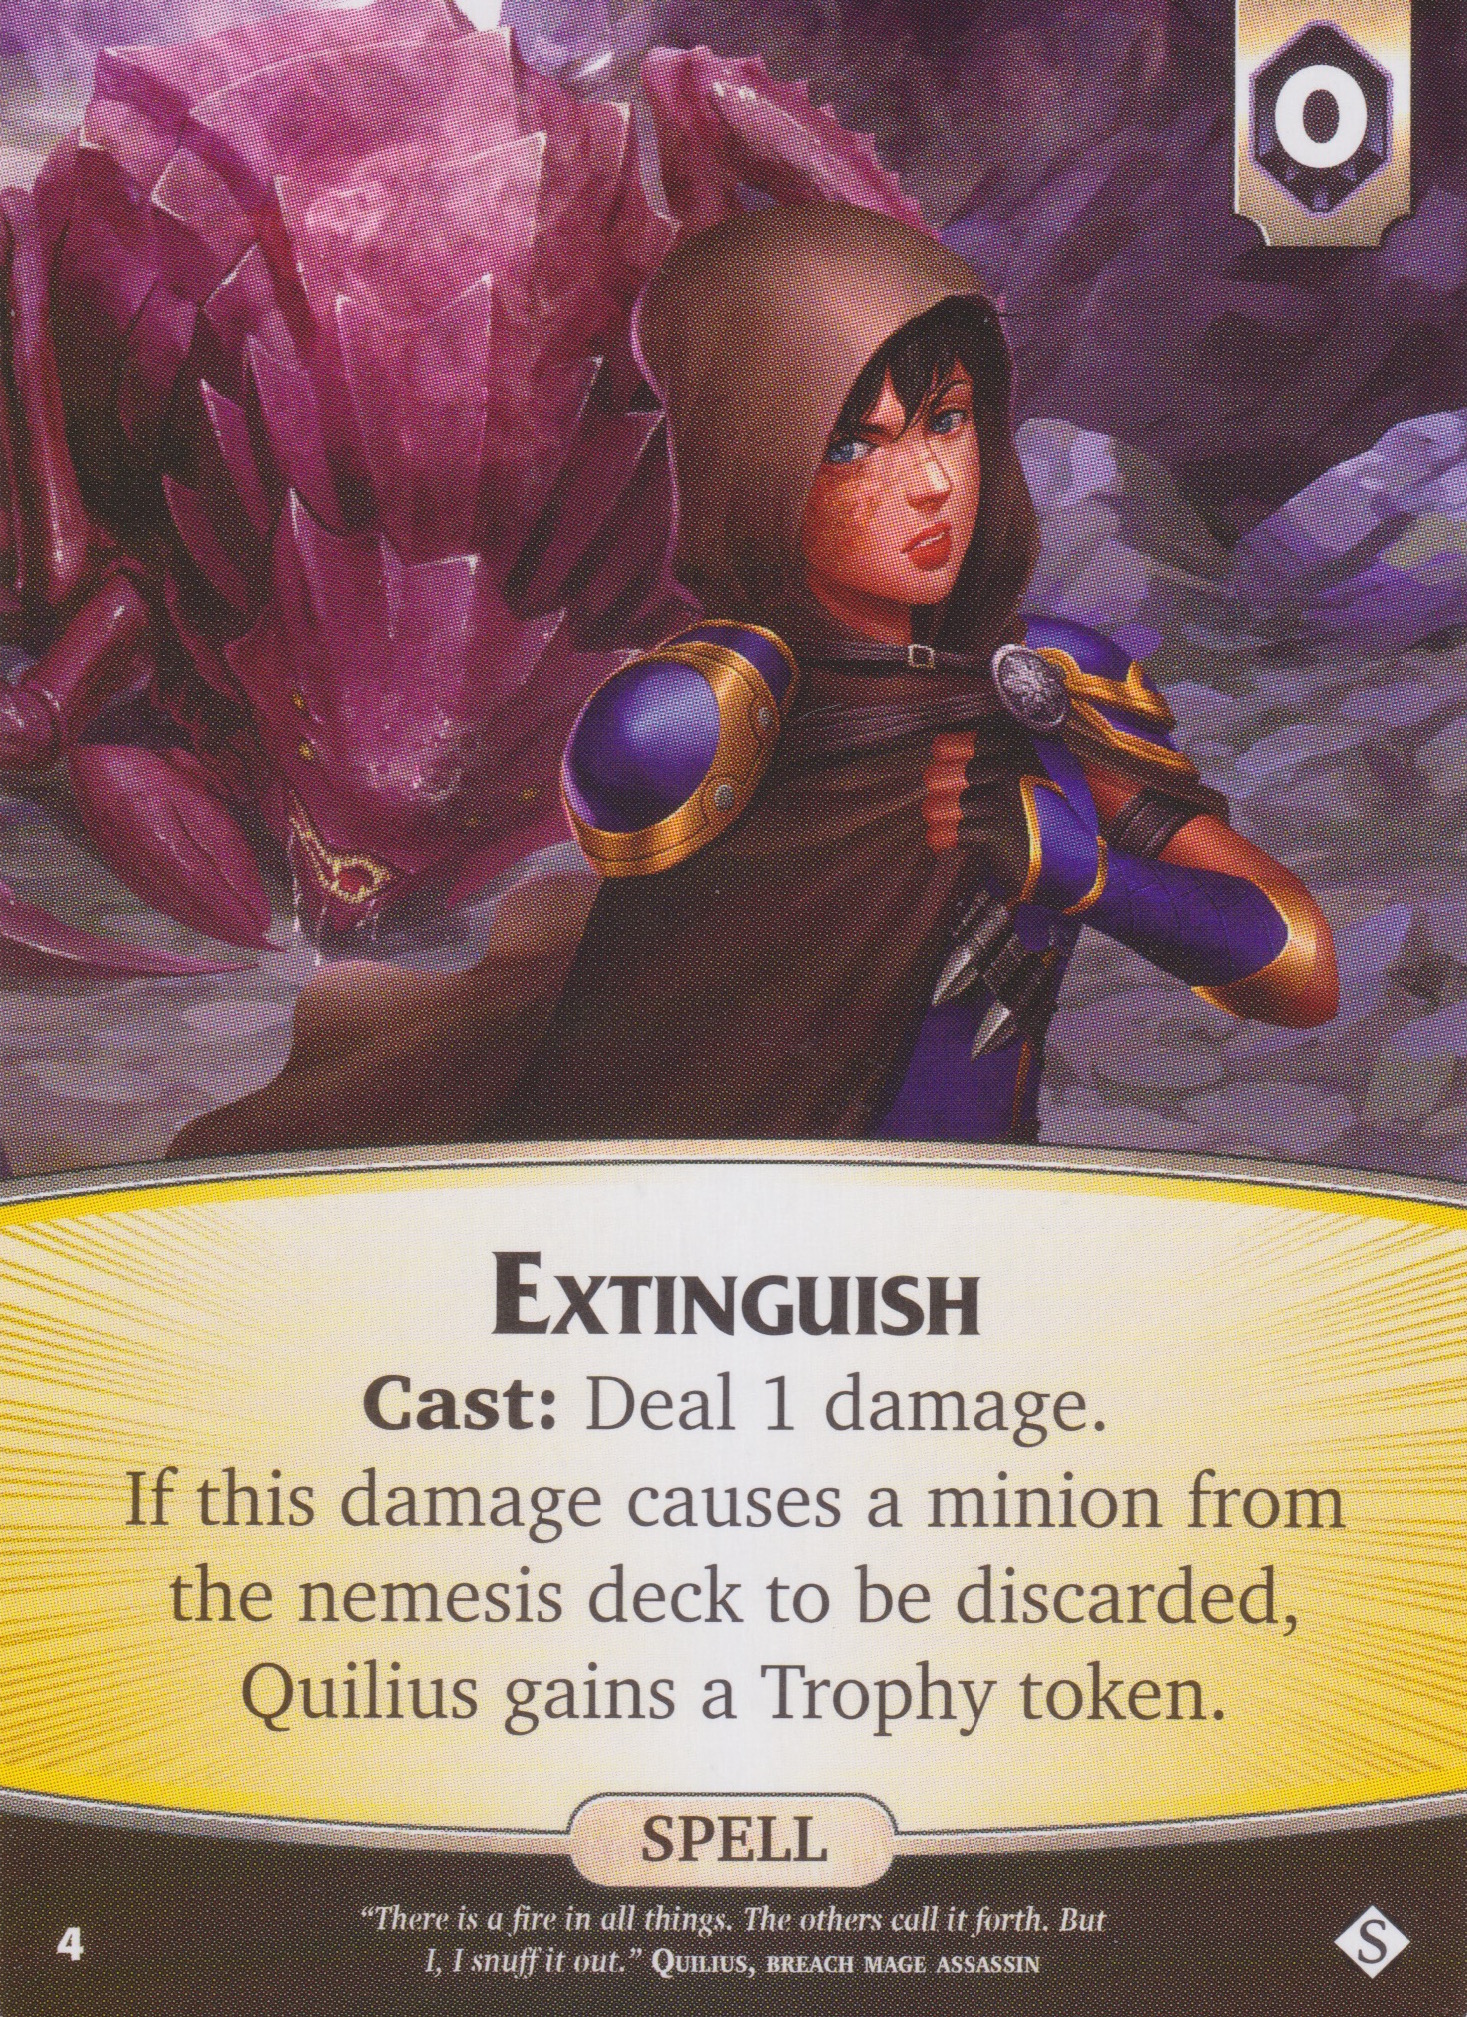 0
EXTINGUISH
Cast: Deal 1 damage.
If this damage causes a minion from
the nemesis deck to be discarded,
Quilius gains a Trophy token.
SPELL
“There is a fire in all things. The others call it forth. But
I, I snuff it out.” QUILIUS, BREACH MAGE ASSASSIN
4
S